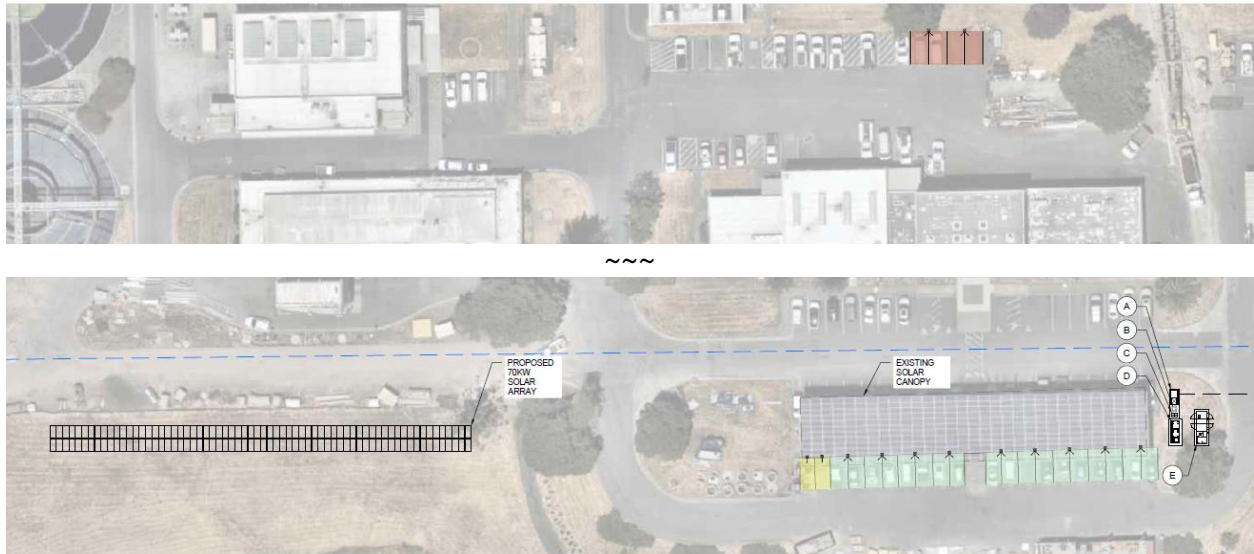 ~~~
PROPOSED
70KW
SOLAR
ARRAY
EXISTING
SOLAR
CANOPY
A
B
C
D
E